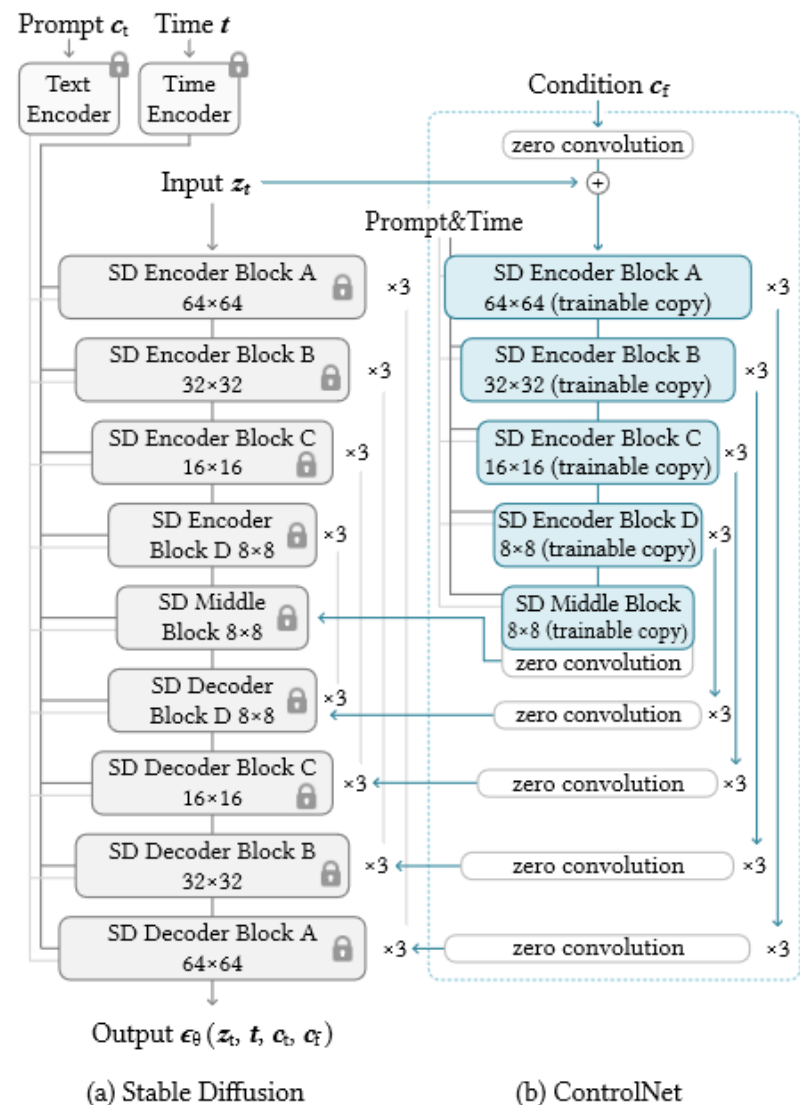 Prompt cₜ
Time t
Text
Encoder
Time
Encoder
Input zₜ
SD Encoder Block A
64×64
×3
SD Encoder Block B
32×32
×3
SD Encoder Block C
16×16
×3
SD Encoder
Block D 8×8
×3
SD Middle
Block 8×8
SD Decoder
Block D 8×8
×3
SD Decoder Block C
16×16
×3
SD Decoder Block B
32×32
×3
SD Decoder Block A
64×64
×3
Output ϵθ(zₜ, t, cₜ, c_f)
(a) Stable Diffusion
Condition c_f
zero convolution
+
Prompt&Time
SD Encoder Block A
64×64 (trainable copy)
×3
SD Encoder Block B
32×32 (trainable copy)
×3
SD Encoder Block C
16×16 (trainable copy)
×3
SD Encoder Block D
8×8 (trainable copy)
×3
SD Middle Block
8×8 (trainable copy)
zero convolution
zero convolution
×3
zero convolution
×3
zero convolution
×3
zero convolution
×3
(b) ControlNet